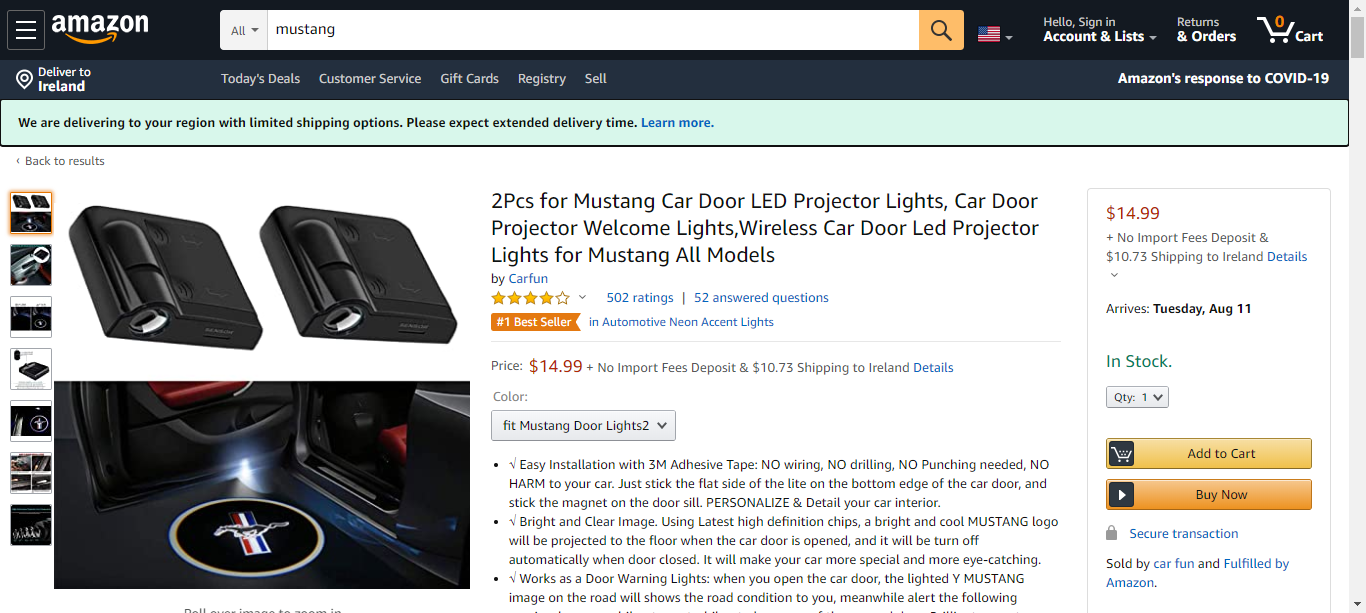 amazon
All
mustang
Hello, Sign in
Account & Lists
Returns
& Orders
0
Cart
Deliver to
Ireland
Today's Deals
Customer Service
Gift Cards
Registry
Sell
Amazon's response to COVID-19
We are delivering to your region with limited shipping options. Please expect extended delivery time. Learn more.
‹ Back to results
SENSOR
SENSOR
2Pcs for Mustang Car Door LED Projector Lights, Car Door
Projector Welcome Lights,Wireless Car Door Led Projector
Lights for Mustang All Models
by Carfun
502 ratings | 52 answered questions
#1 Best Seller in Automotive Neon Accent Lights
Price: $14.99 + No Import Fees Deposit & $10.73 Shipping to Ireland Details
Color:
fit Mustang Door Lights2
• √ Easy Installation with 3M Adhesive Tape: NO wiring, NO drilling, NO Punching needed, NO
HARM to your car. Just stick the flat side of the lite on the bottom edge of the car door, and
stick the magnet on the door sill. PERSONALIZE & Detail your car interior.
• √ Bright and Clear Image. Using Latest high definition chips, a bright and cool MUSTANG logo
will be projected to the floor when the car door is opened, and it will be turn off
automatically when door closed. It will make your car more special and more eye-catching.
• √ Works as a Door Warning Lights: when you open the car door, the lighted Y MUSTANG
image on the road will shows the road condition to you, meanwhile alert the following
Roll over image to zoom in
$14.99
+ No Import Fees Deposit &
$10.73 Shipping to Ireland Details
Arrives: Tuesday, Aug 11
In Stock.
Qty: 1
Add to Cart
Buy Now
Secure transaction
Sold by car fun and Fulfilled by
Amazon.